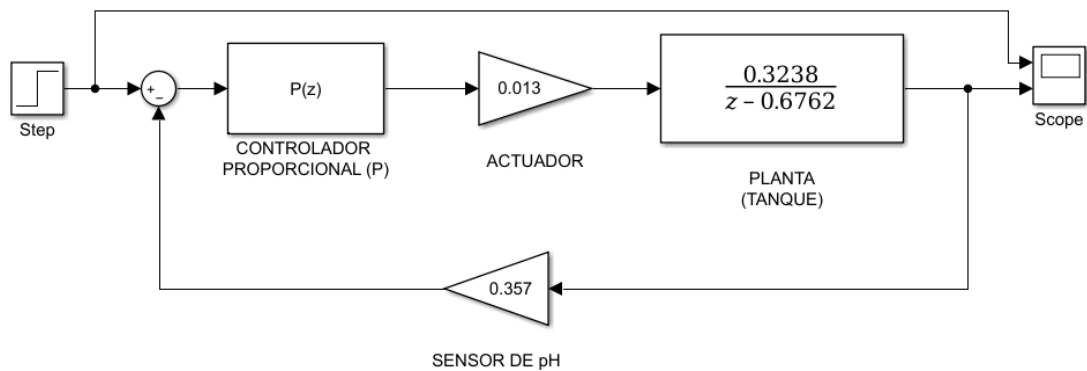 Step
+
−
P(z)
CONTROLADOR
PROPORCIONAL (P)
0.013
ACTUADOR
0.3238
z − 0.6762
PLANTA
(TANQUE)
Scope
0.357
SENSOR DE pH